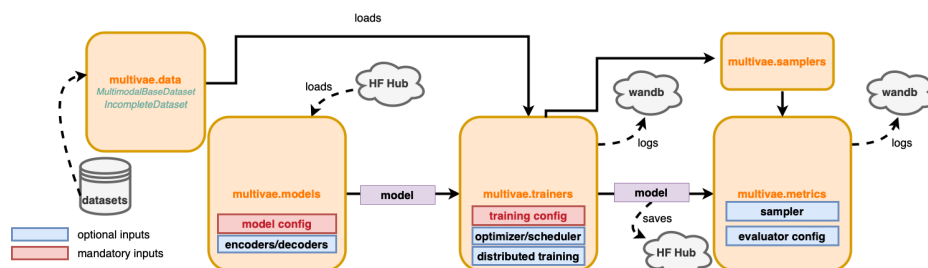 loads
multivae.data
MultimodalBaseDataset
IncompleteDataset
datasets
loads
HF Hub
multivae.models
model config
encoders/decoders
model
wandb
logs
multivae.trainers
training config
optimizer/scheduler
distributed training
model
saves
HF Hub
multivae.samplers
wandb
logs
multivae.metrics
sampler
evaluator config
optional inputs
mandatory inputs